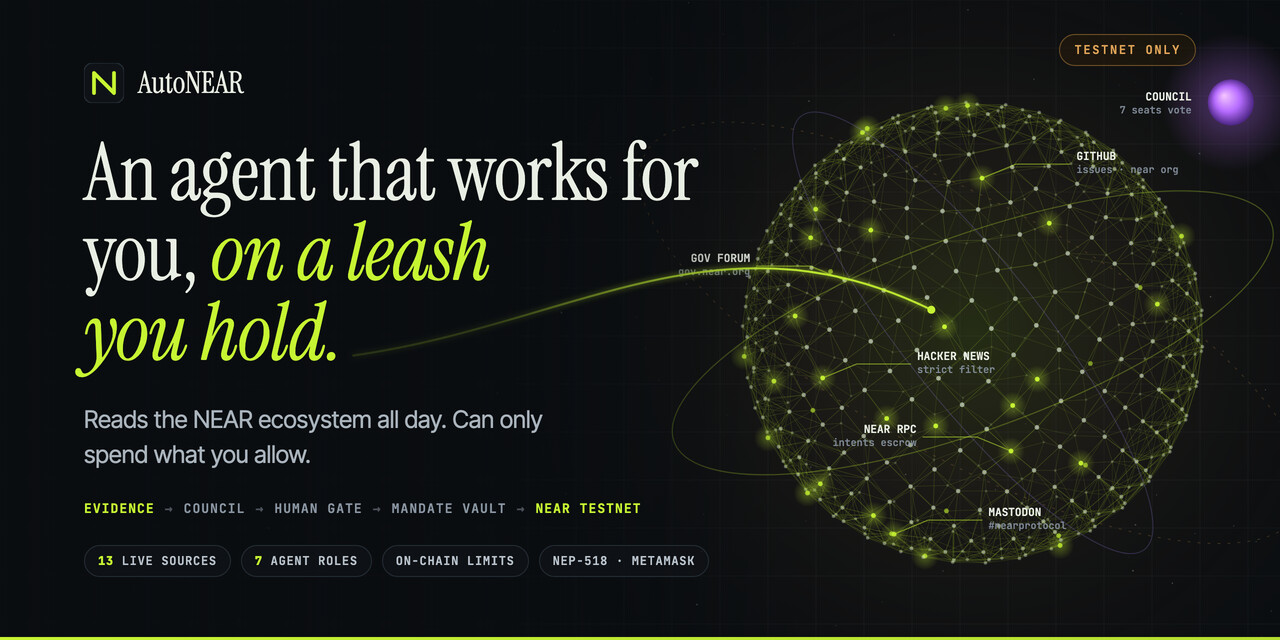 AutoNEAR
An agent that works for
you, on a leash
you hold.
Reads the NEAR ecosystem all day. Can only
spend what you allow.
EVIDENCE → COUNCIL → HUMAN GATE → MANDATE VAULT → NEAR TESTNET
13 LIVE SOURCES
7 AGENT ROLES
ON-CHAIN LIMITS
NEP-518 · METAMASK
TESTNET ONLY
COUNCIL
7 seats vote
GITHUB
issues · near org
GOV FORUM
gov.near.org
HACKER NEWS
strict filter
NEAR RPC
intents escrow
MASTODON
#nearprotocol